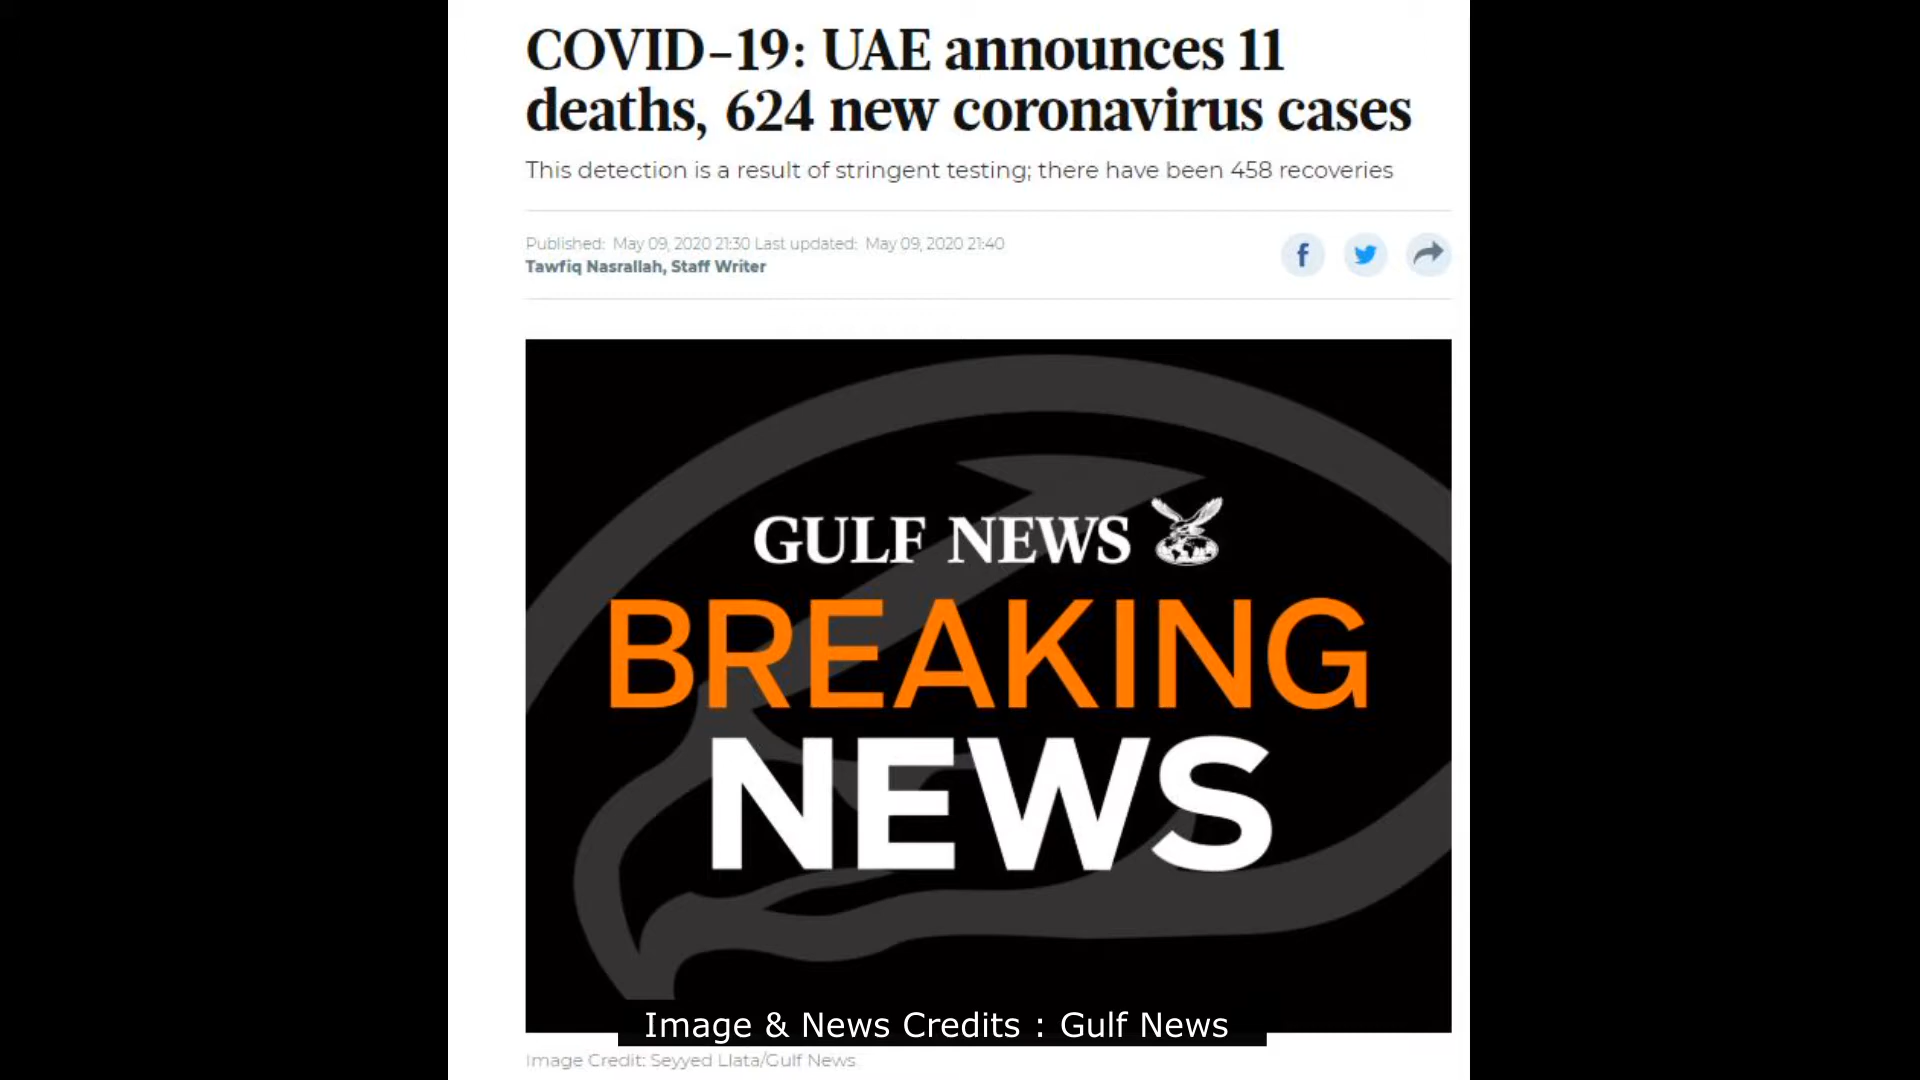 COVID-19: UAE announces 11
deaths, 624 new coronavirus cases
This detection is a result of stringent testing; there have been 458 recoveries
Published: May 09, 2020 21:30 Last updated: May 09, 2020 21:40
Tawfiq Nasrallah, Staff Writer
GULF NEWS
BREAKING
NEWS
Image & News Credits : Gulf News
Image Credit: Seyyed Llata/Gulf News